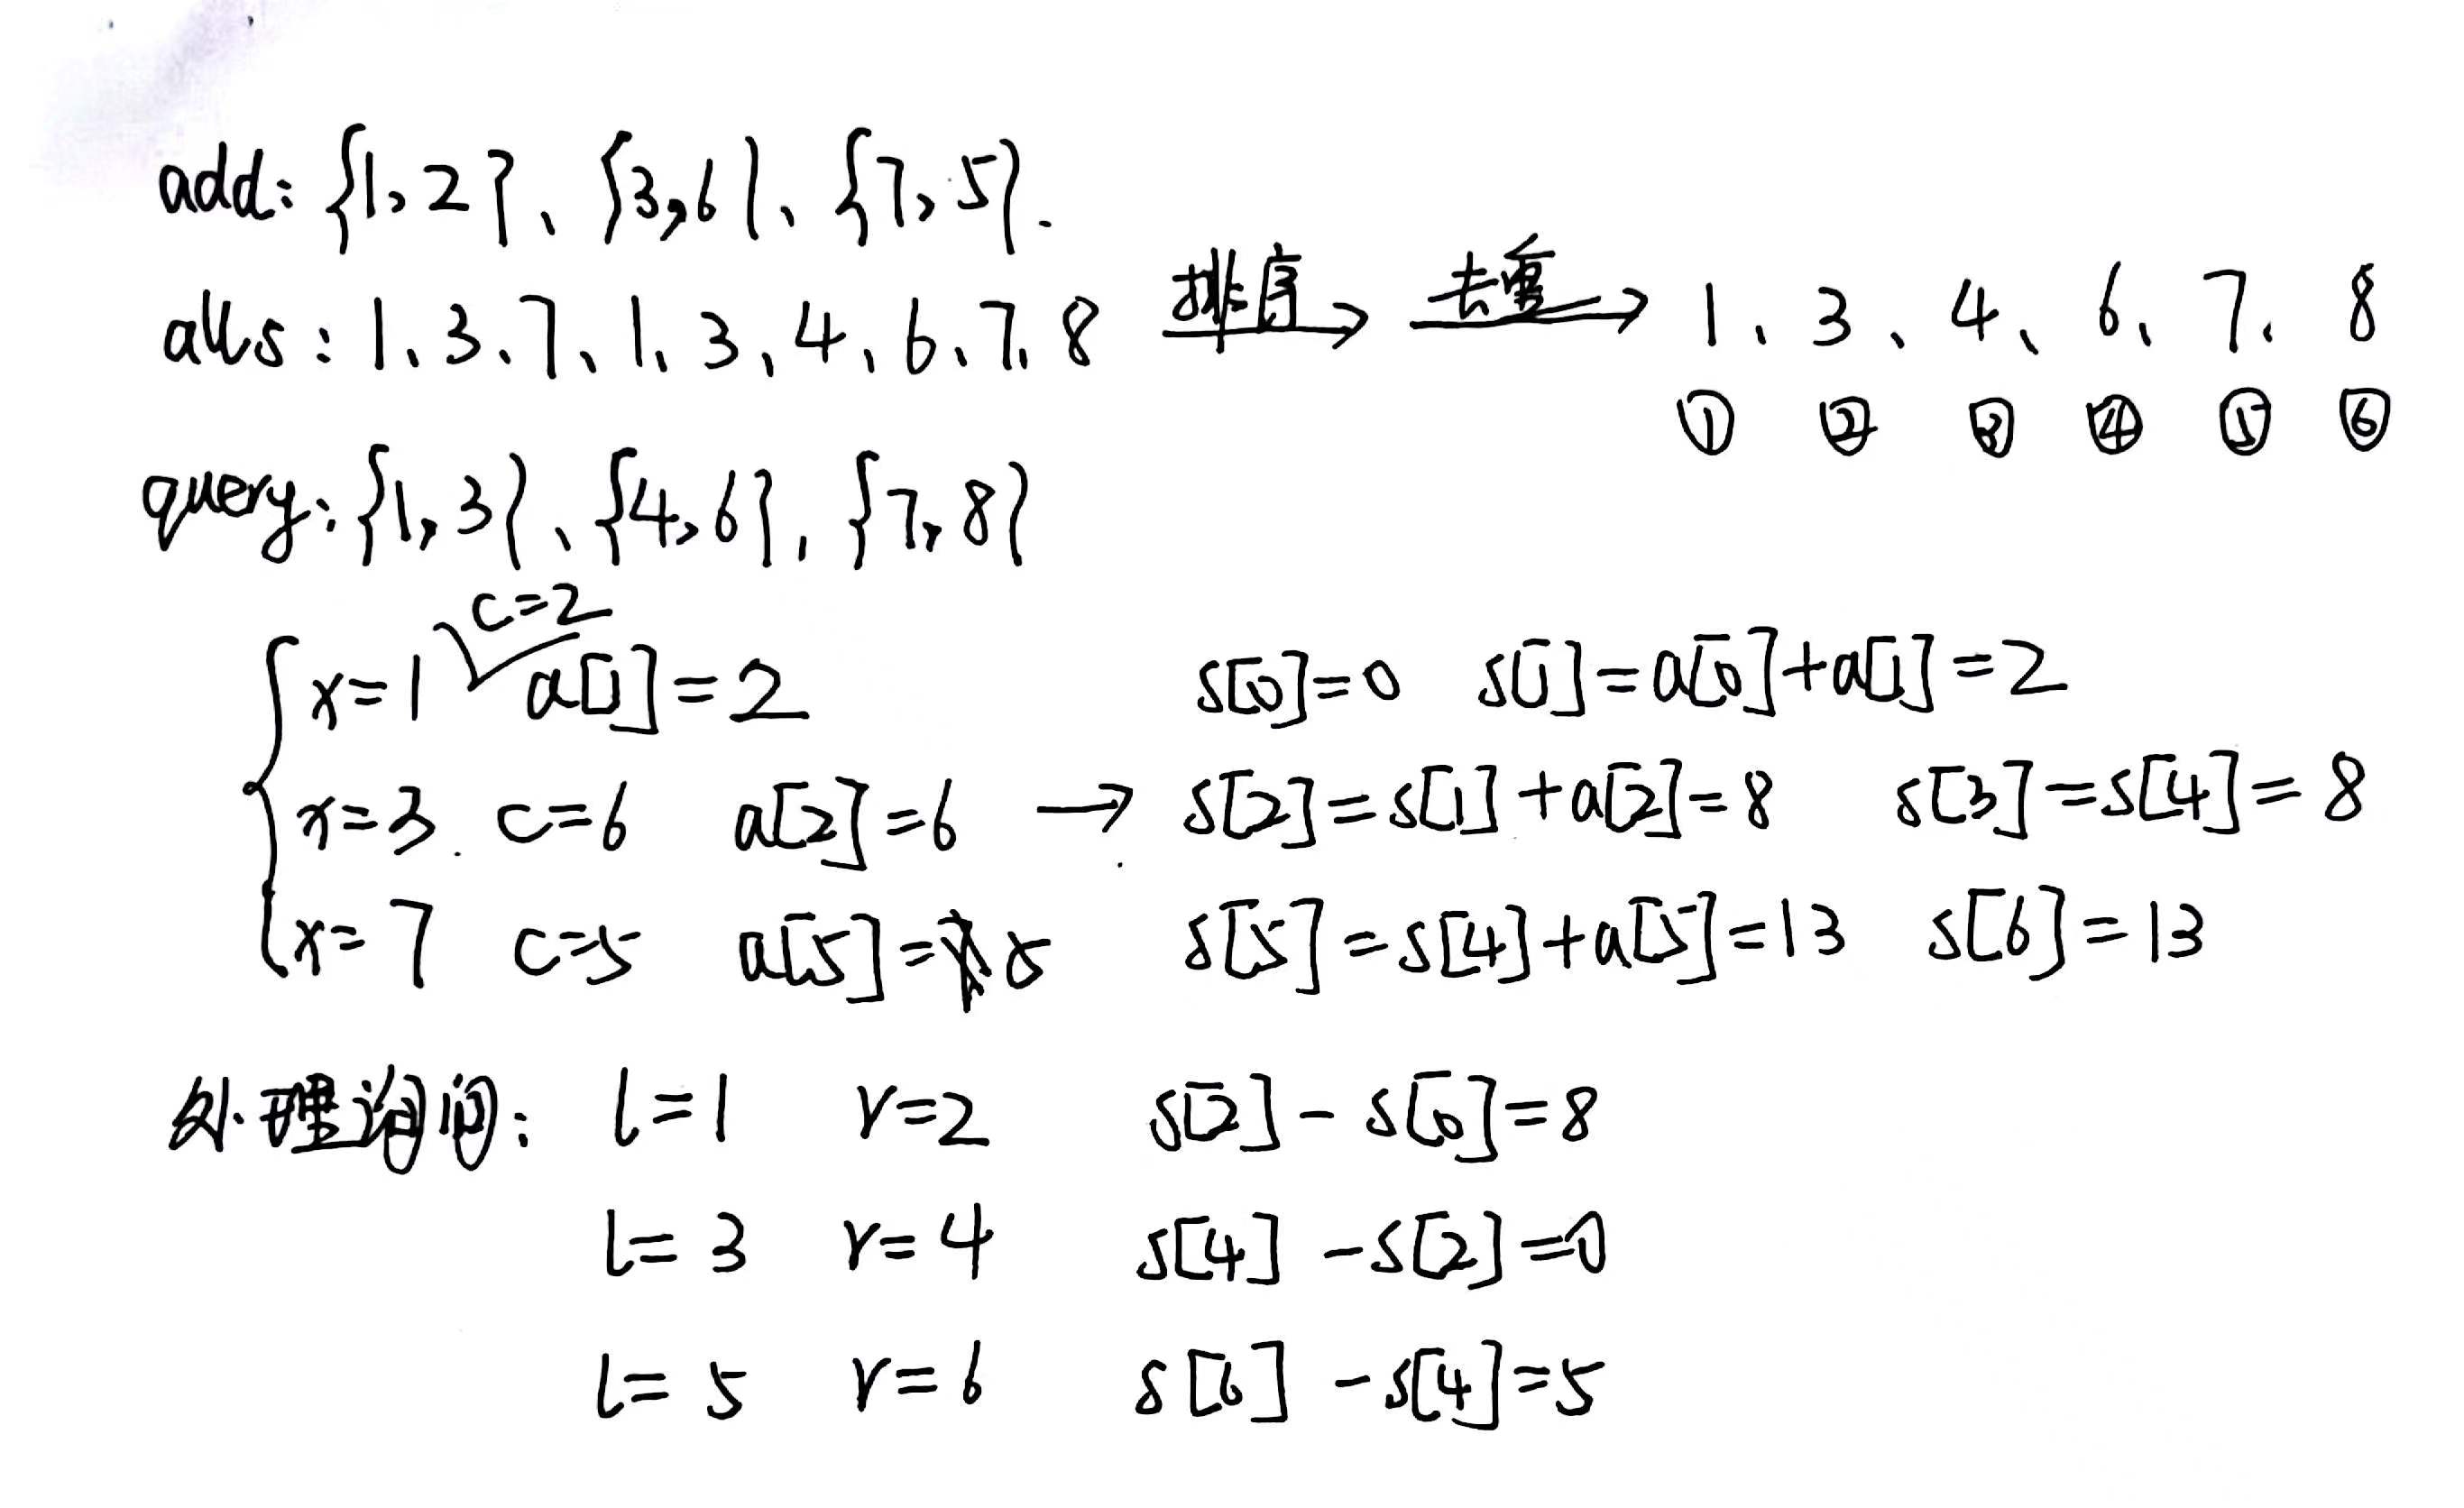 add: {1,2}、{3,6}、{7,5}.
alls: 1、3、7、1、3、4、6、7、8 排序→ 去重→ 1、3、4、6、7、8
① ② ③ ④ ⑤ ⑥
query: {1,3}、{4,6}、{7,8}
c=2
x=1 a[1]=2 s[0]=0 s[1]=a[0]+a[1]=2
x=3 c=6 a[2]=6 → s[2]=s[1]+a[2]=8 s[3]=s[4]=8
x=7 c=5 a[5]=5 s[5]=s[4]+a[5]=13 s[6]=13
处理询问: l=1 r=2 s[2]-s[0]=8
l=3 r=4 s[4]-s[2]=0
l=5 r=6 s[6]-s[4]=5